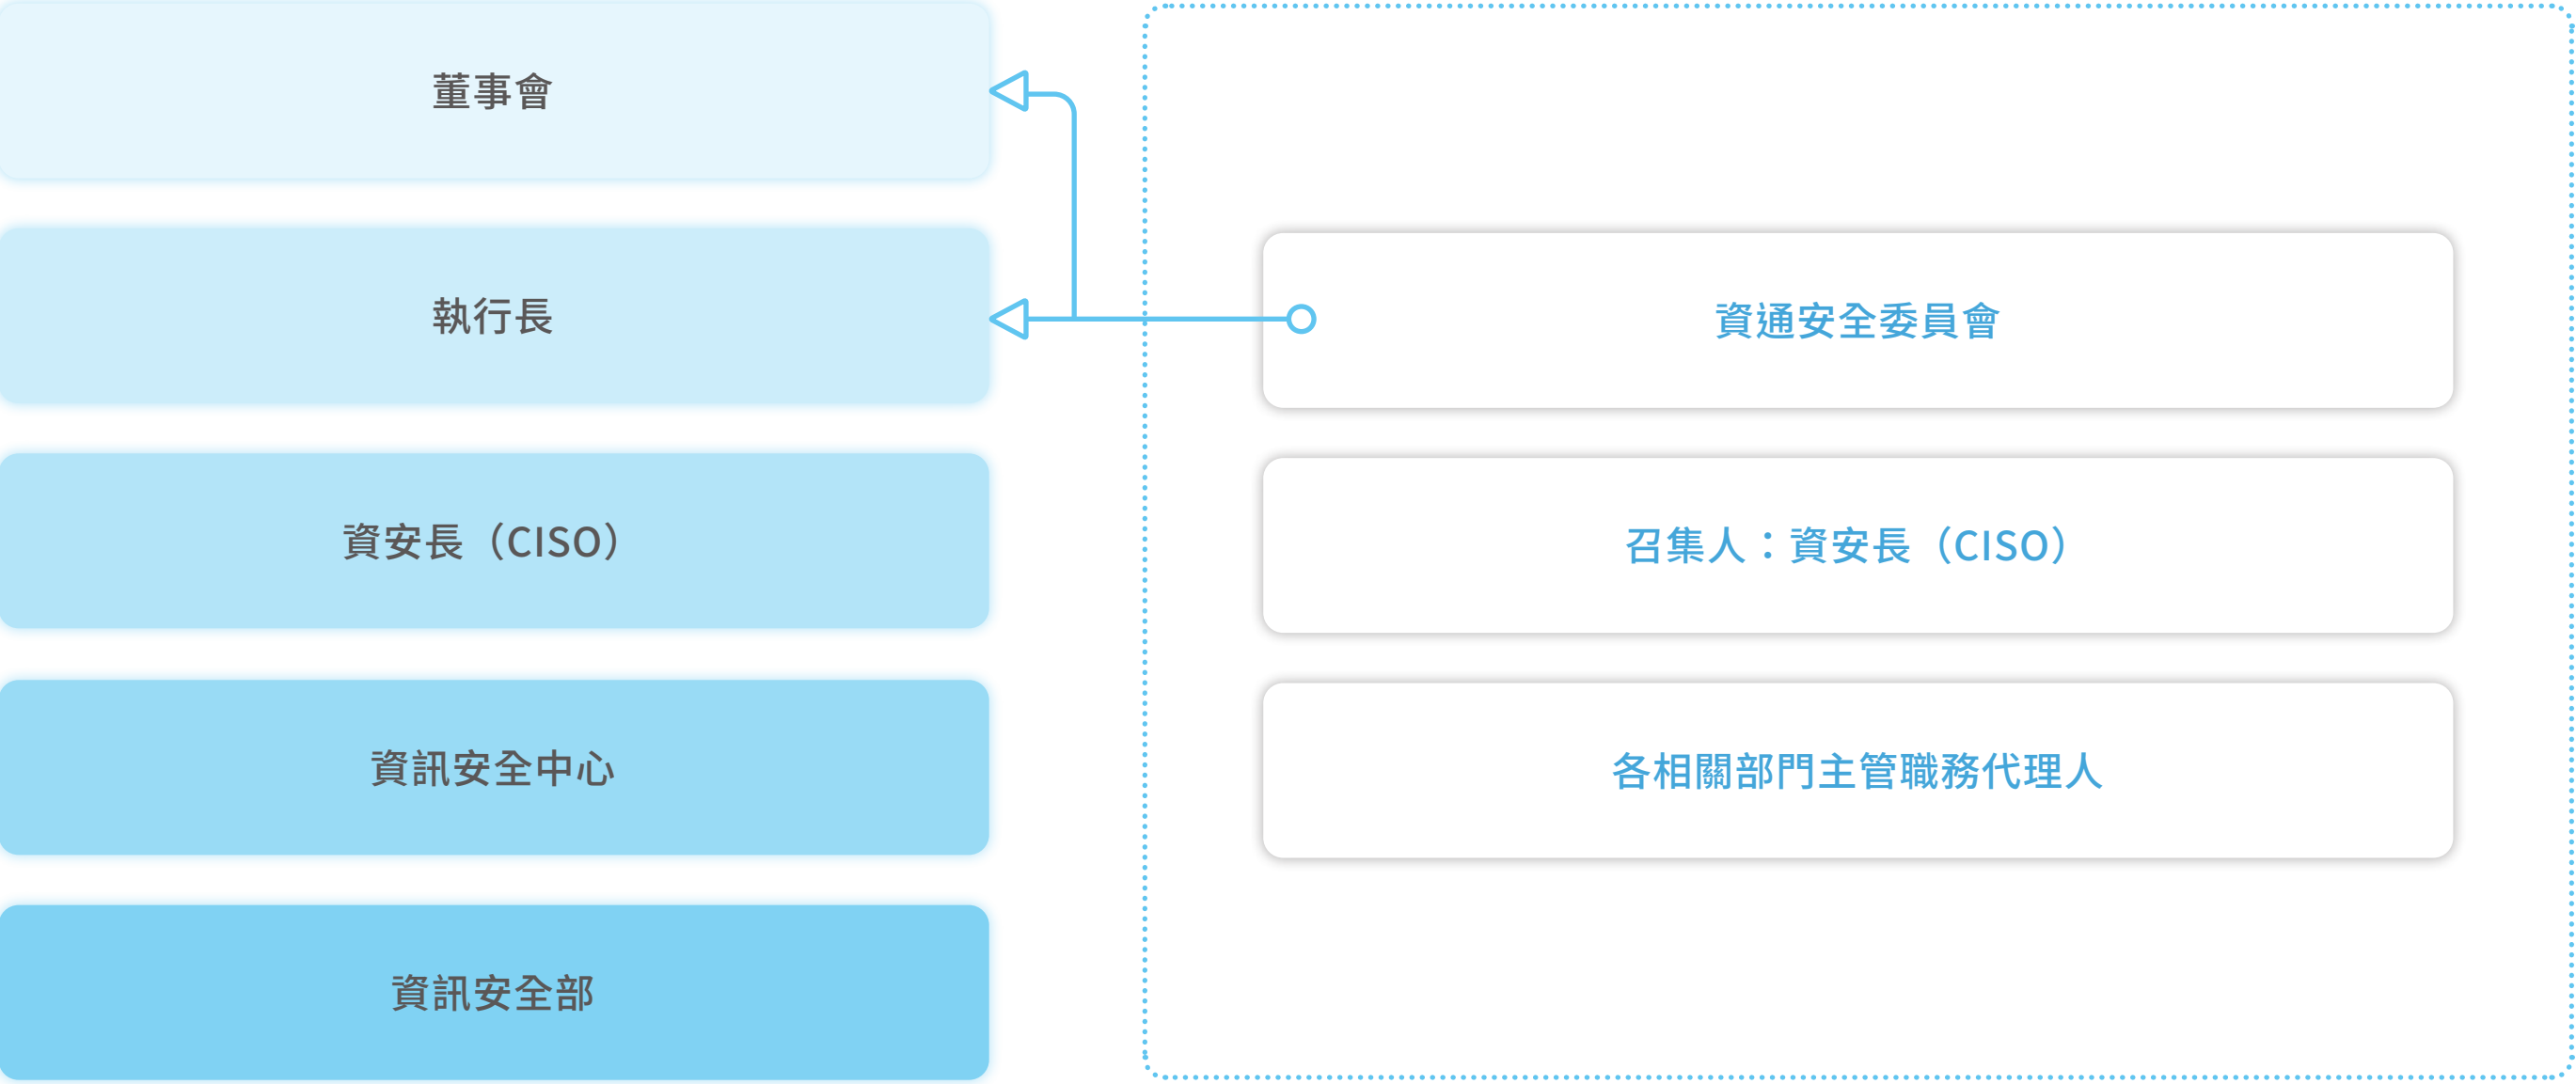 董事會
執行長
資安長（CISO）
資訊安全中心
資訊安全部
資通安全委員會
召集人：資安長（CISO）
各相關部門主管職務代理人